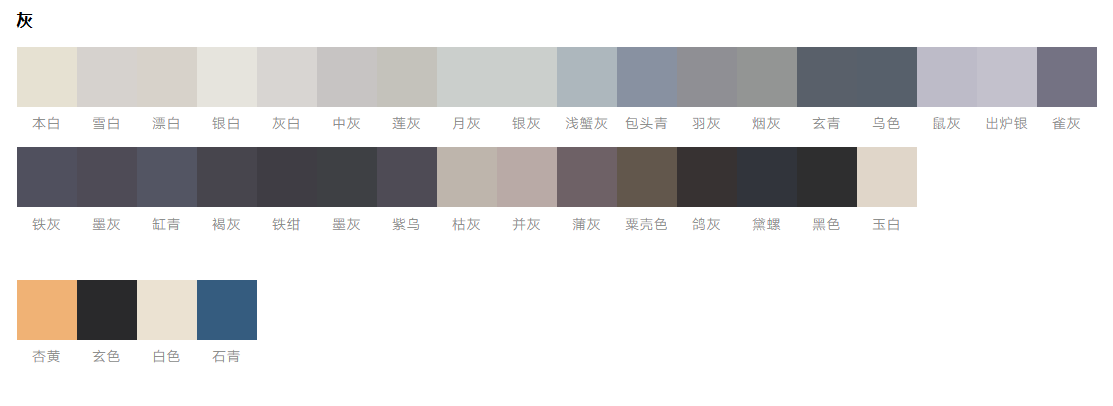 灰
本白 雪白 漂白 银白 灰白 中灰 莲灰 月灰 银灰 浅蟹灰 包头青 羽灰 烟灰 玄青 乌色 鼠灰 出炉银 雀灰
铁灰 墨灰 缸青 褐灰 铁绀 墨灰 紫乌 枯灰 并灰 蒲灰 粟壳色 鸽灰 黛螺 黑色 玉白
杏黄 玄色 白色 石青